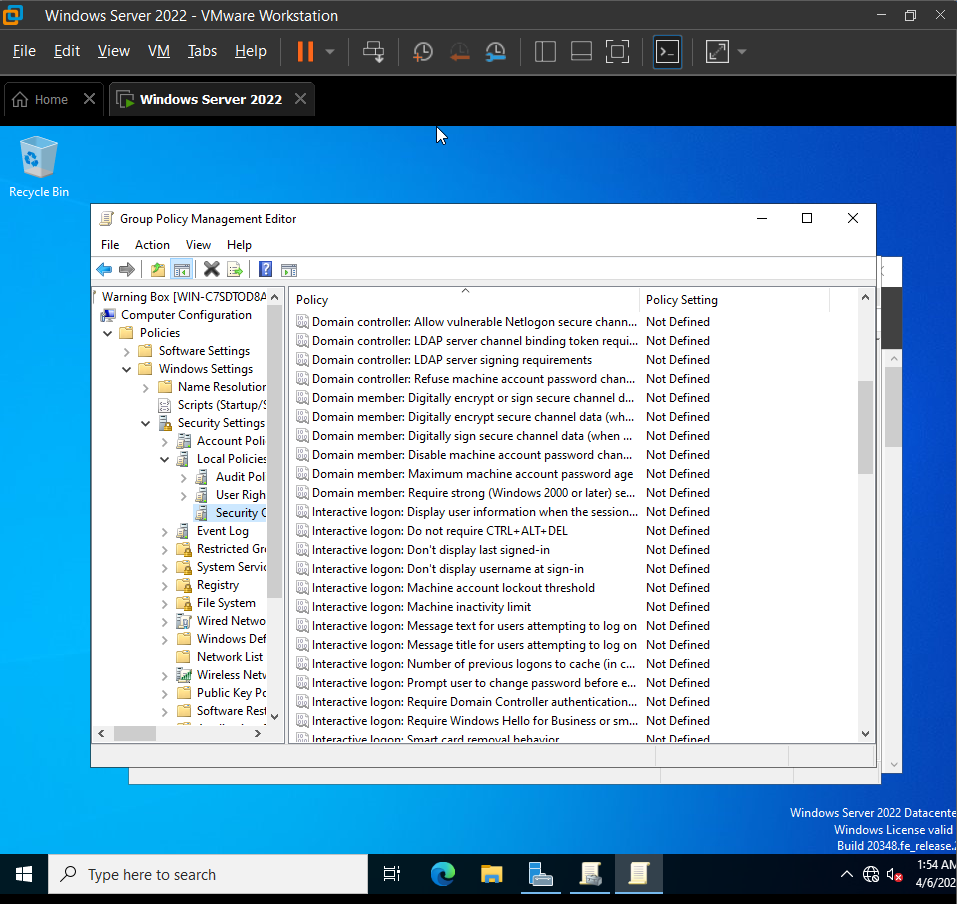 Windows Server 2022 - VMware Workstation
File Edit View VM Tabs Help
Home Windows Server 2022
Recycle Bin
Group Policy Management Editor
File Action View Help
Warning Box [WIN-C7SDTOD8A
Computer Configuration
Policies
Software Settings
Windows Settings
Name Resolution
Scripts (Startup/S
Security Settings
Account Poli
Local Policies
Audit Pol
User Righ
Security O
Event Log
Restricted Gr
System Servic
Registry
File System
Wired Netwo
Windows Def
Network List
Wireless Netw
Public Key Po
Software Rest
Policy Policy Setting
Domain controller: Allow vulnerable Netlogon secure chann... Not Defined
Domain controller: LDAP server channel binding token requi... Not Defined
Domain controller: LDAP server signing requirements Not Defined
Domain controller: Refuse machine account password chan... Not Defined
Domain member: Digitally encrypt or sign secure channel d... Not Defined
Domain member: Digitally encrypt secure channel data (wh... Not Defined
Domain member: Digitally sign secure channel data (when ... Not Defined
Domain member: Disable machine account password chan... Not Defined
Domain member: Maximum machine account password age Not Defined
Domain member: Require strong (Windows 2000 or later) se... Not Defined
Interactive logon: Display user information when the session... Not Defined
Interactive logon: Do not require CTRL+ALT+DEL Not Defined
Interactive logon: Don't display last signed-in Not Defined
Interactive logon: Don't display username at sign-in Not Defined
Interactive logon: Machine account lockout threshold Not Defined
Interactive logon: Machine inactivity limit Not Defined
Interactive logon: Message text for users attempting to log on Not Defined
Interactive logon: Message title for users attempting to log on Not Defined
Interactive logon: Number of previous logons to cache (in c... Not Defined
Interactive logon: Prompt user to change password before e... Not Defined
Interactive logon: Require Domain Controller authentication... Not Defined
Interactive logon: Require Windows Hello for Business or sm... Not Defined
Interactive logon: Smart card removal behavior Not Defined
Windows Server 2022 Datacente
Windows License valid
Build 20348.fe_release.2
Type here to search
1:54 AM
4/6/202